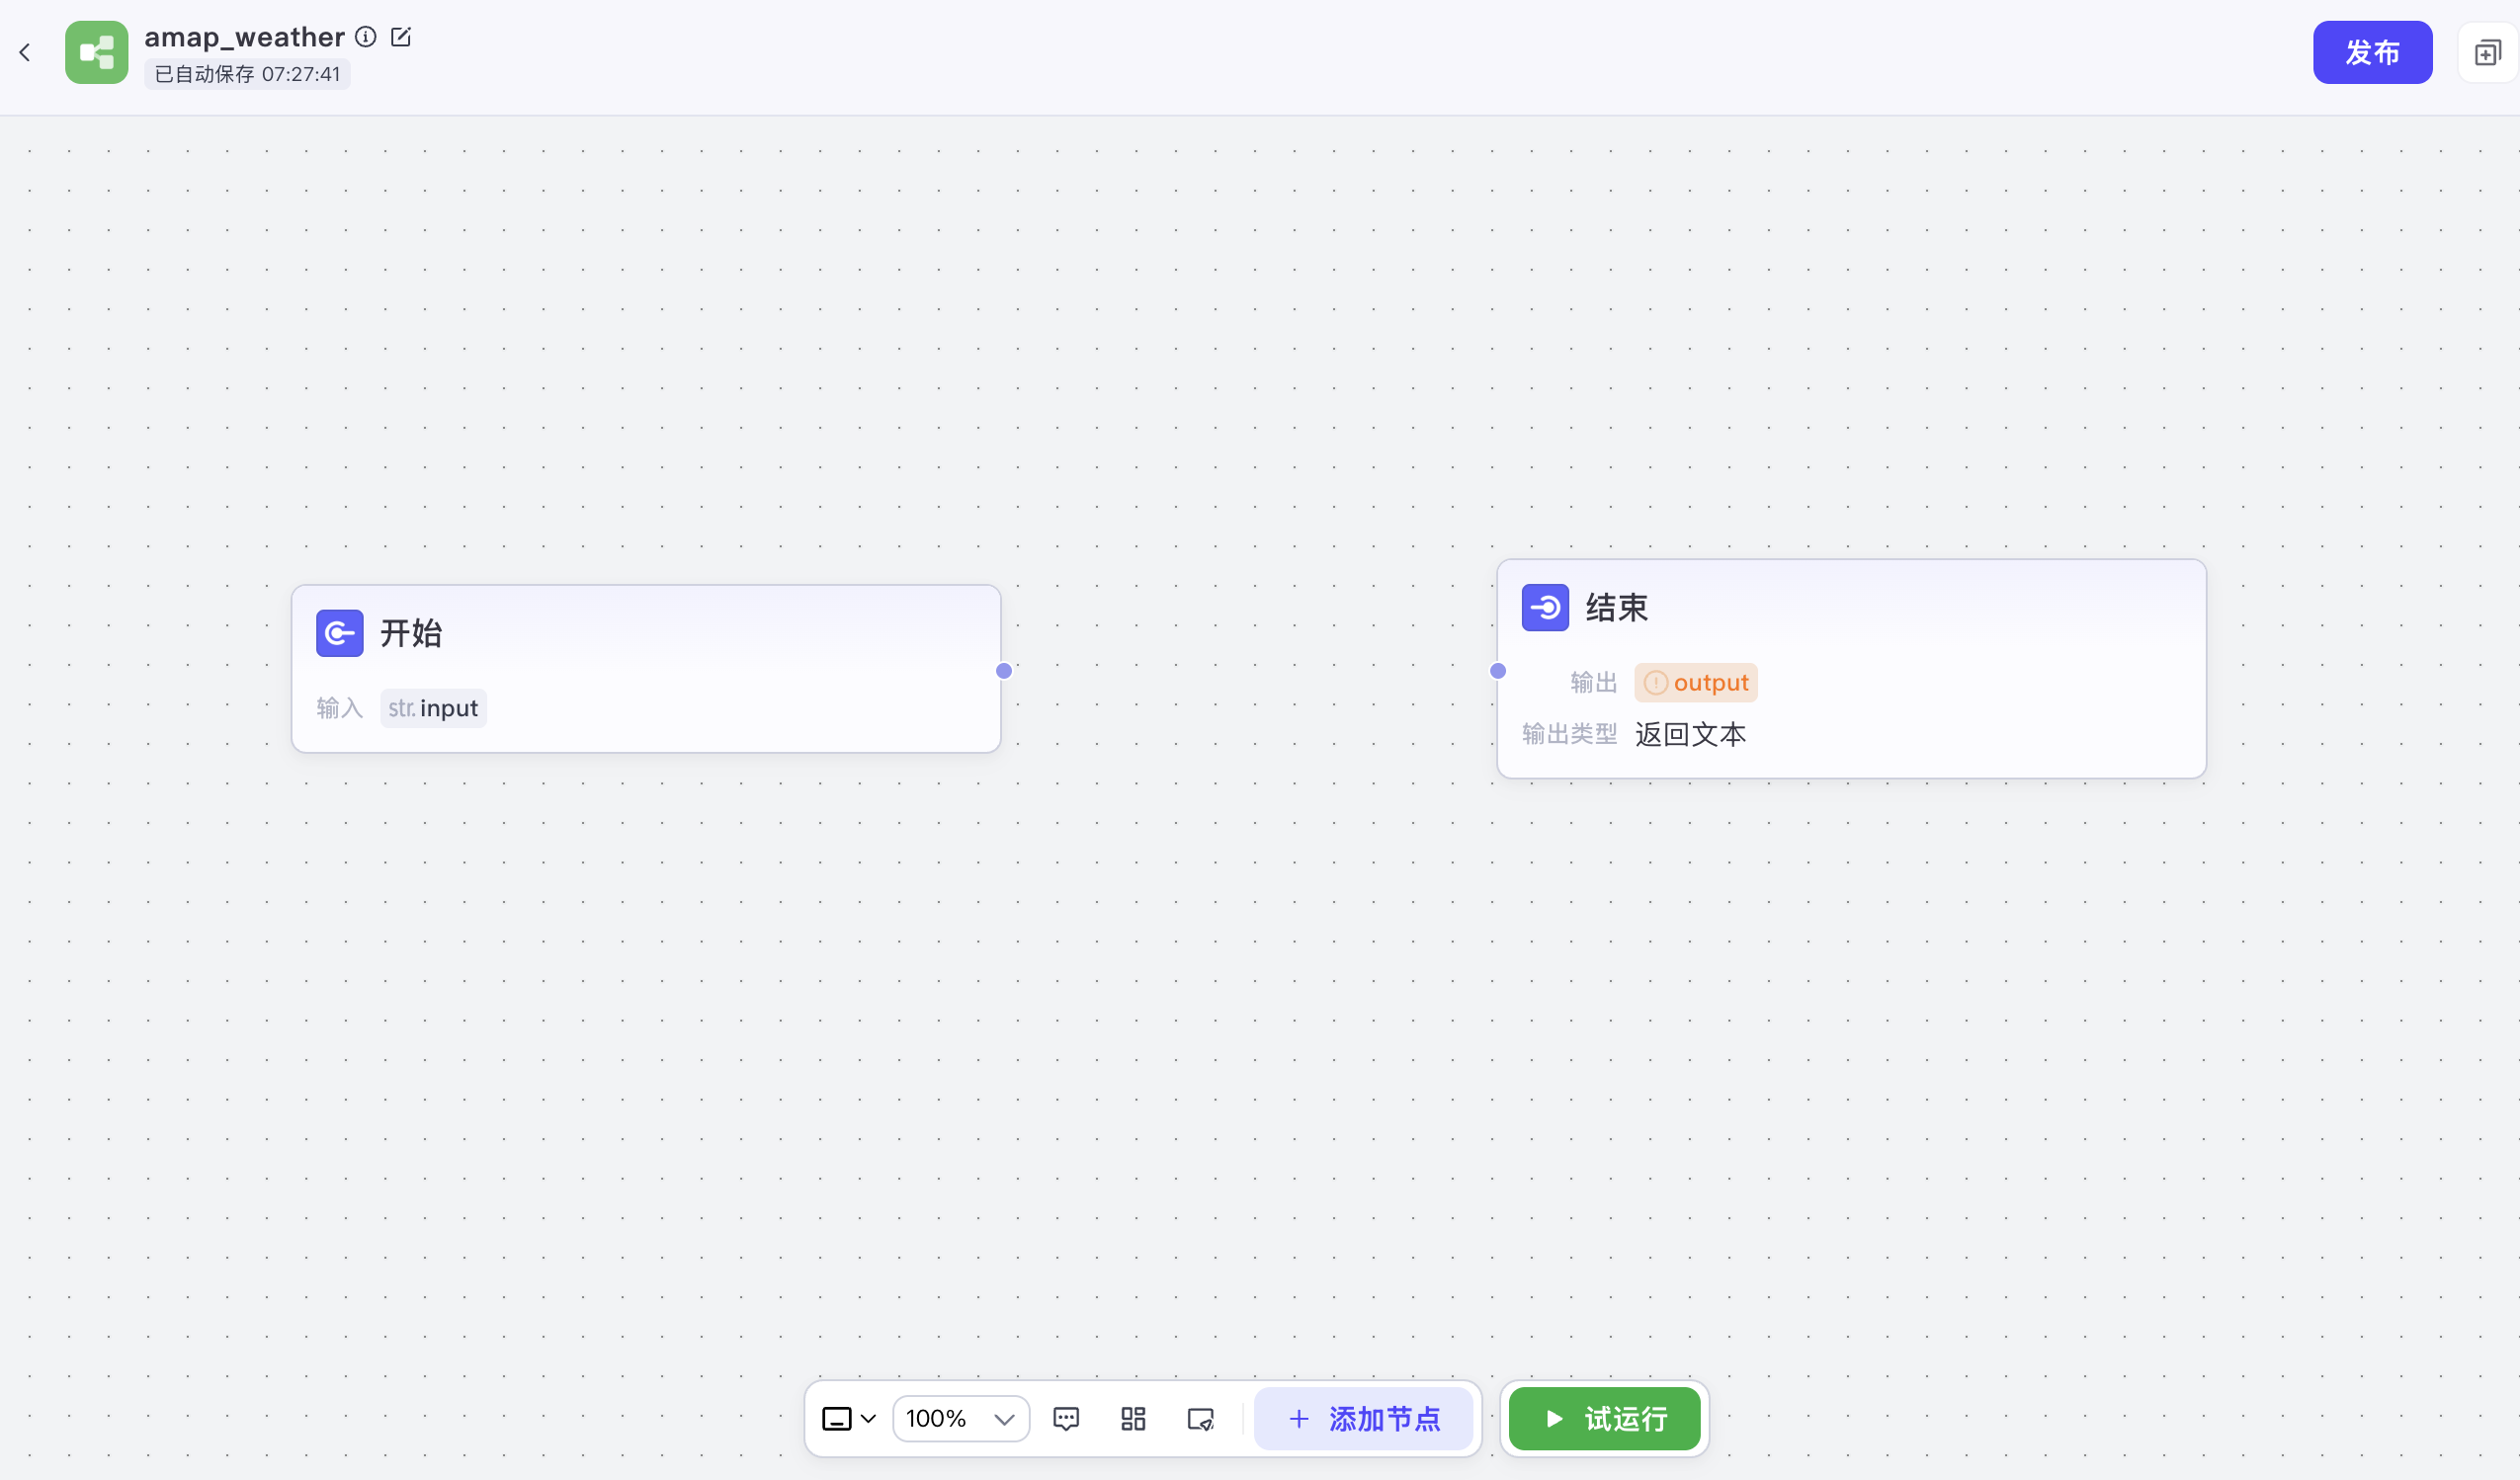 amap_weather
已自动保存 07:27:41
发布
开始
输入 str. input
结束
输出 output
输出类型 返回文本
100%
添加节点
试运行